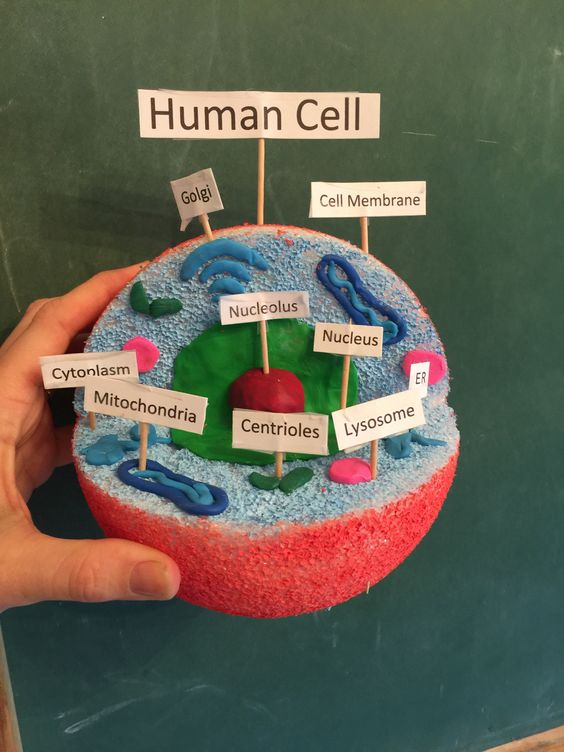 Human Cell
Golgi
Cell Membrane
Nucleolus
Nucleus
Cytoplasm
ER
Mitochondria
Centrioles
Lysosome